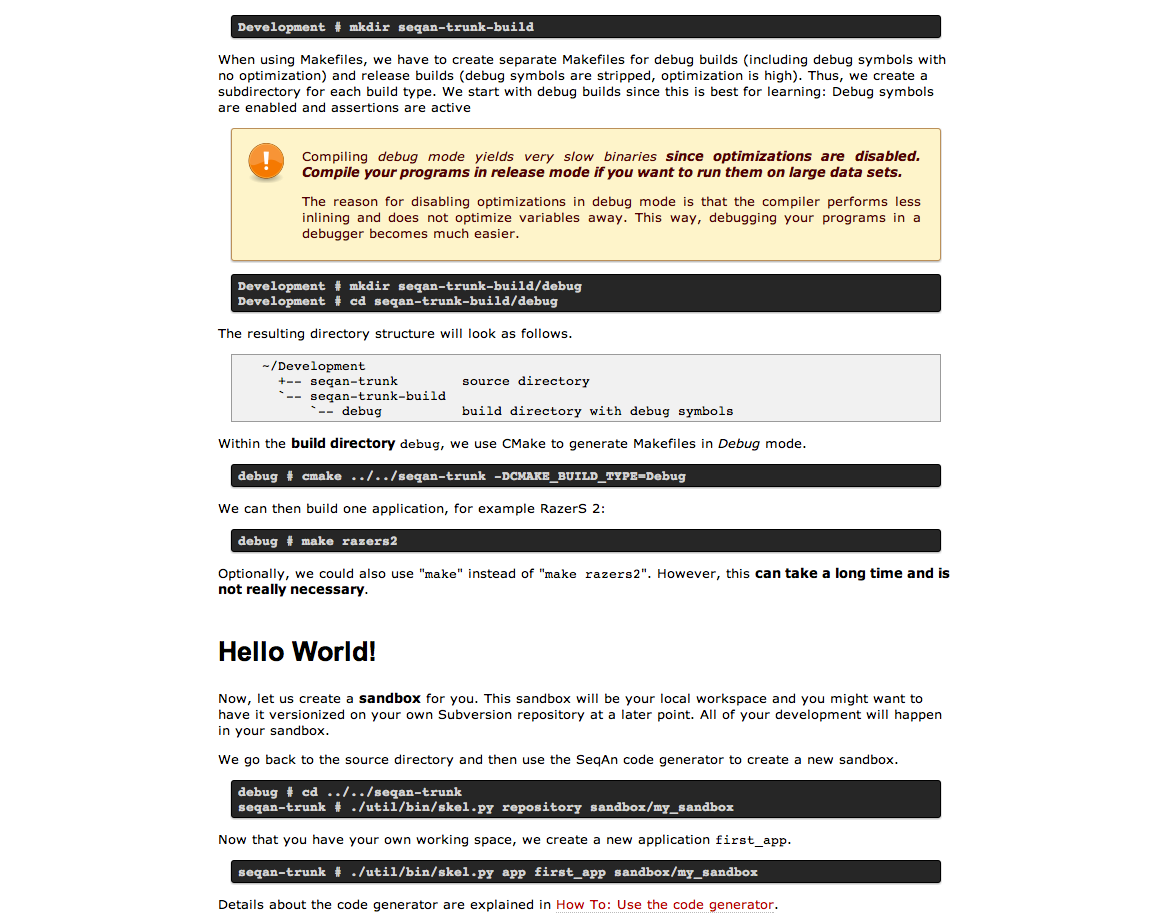 Development # mkdir seqan-trunk-build
When using Makefiles, we have to create separate Makefiles for debug builds (including debug symbols with
no optimization) and release builds (debug symbols are stripped, optimization is high). Thus, we create a
subdirectory for each build type. We start with debug builds since this is best for learning: Debug symbols
are enabled and assertions are active
Compiling debug mode yields very slow binaries since optimizations are disabled.
Compile your programs in release mode if you want to run them on large data sets.
The reason for disabling optimizations in debug mode is that the compiler performs less
inlining and does not optimize variables away. This way, debugging your programs in a
debugger becomes much easier.
Development # mkdir seqan-trunk-build/debug
Development # cd seqan-trunk-build/debug
The resulting directory structure will look as follows.
~/Development
+-- seqan-trunk        source directory
`-- seqan-trunk-build
`-- debug          build directory with debug symbols
Within the build directory debug, we use CMake to generate Makefiles in Debug mode.
debug # cmake ../../seqan-trunk -DCMAKE_BUILD_TYPE=Debug
We can then build one application, for example RazerS 2:
debug # make razers2
Optionally, we could also use "make" instead of "make razers2". However, this can take a long time and is
not really necessary.
Hello World!
Now, let us create a sandbox for you. This sandbox will be your local workspace and you might want to
have it versionized on your own Subversion repository at a later point. All of your development will happen
in your sandbox.
We go back to the source directory and then use the SeqAn code generator to create a new sandbox.
debug # cd ../../seqan-trunk
seqan-trunk # ./util/bin/skel.py repository sandbox/my_sandbox
Now that you have your own working space, we create a new application first_app.
seqan-trunk # ./util/bin/skel.py app first_app sandbox/my_sandbox
Details about the code generator are explained in How To: Use the code generator.